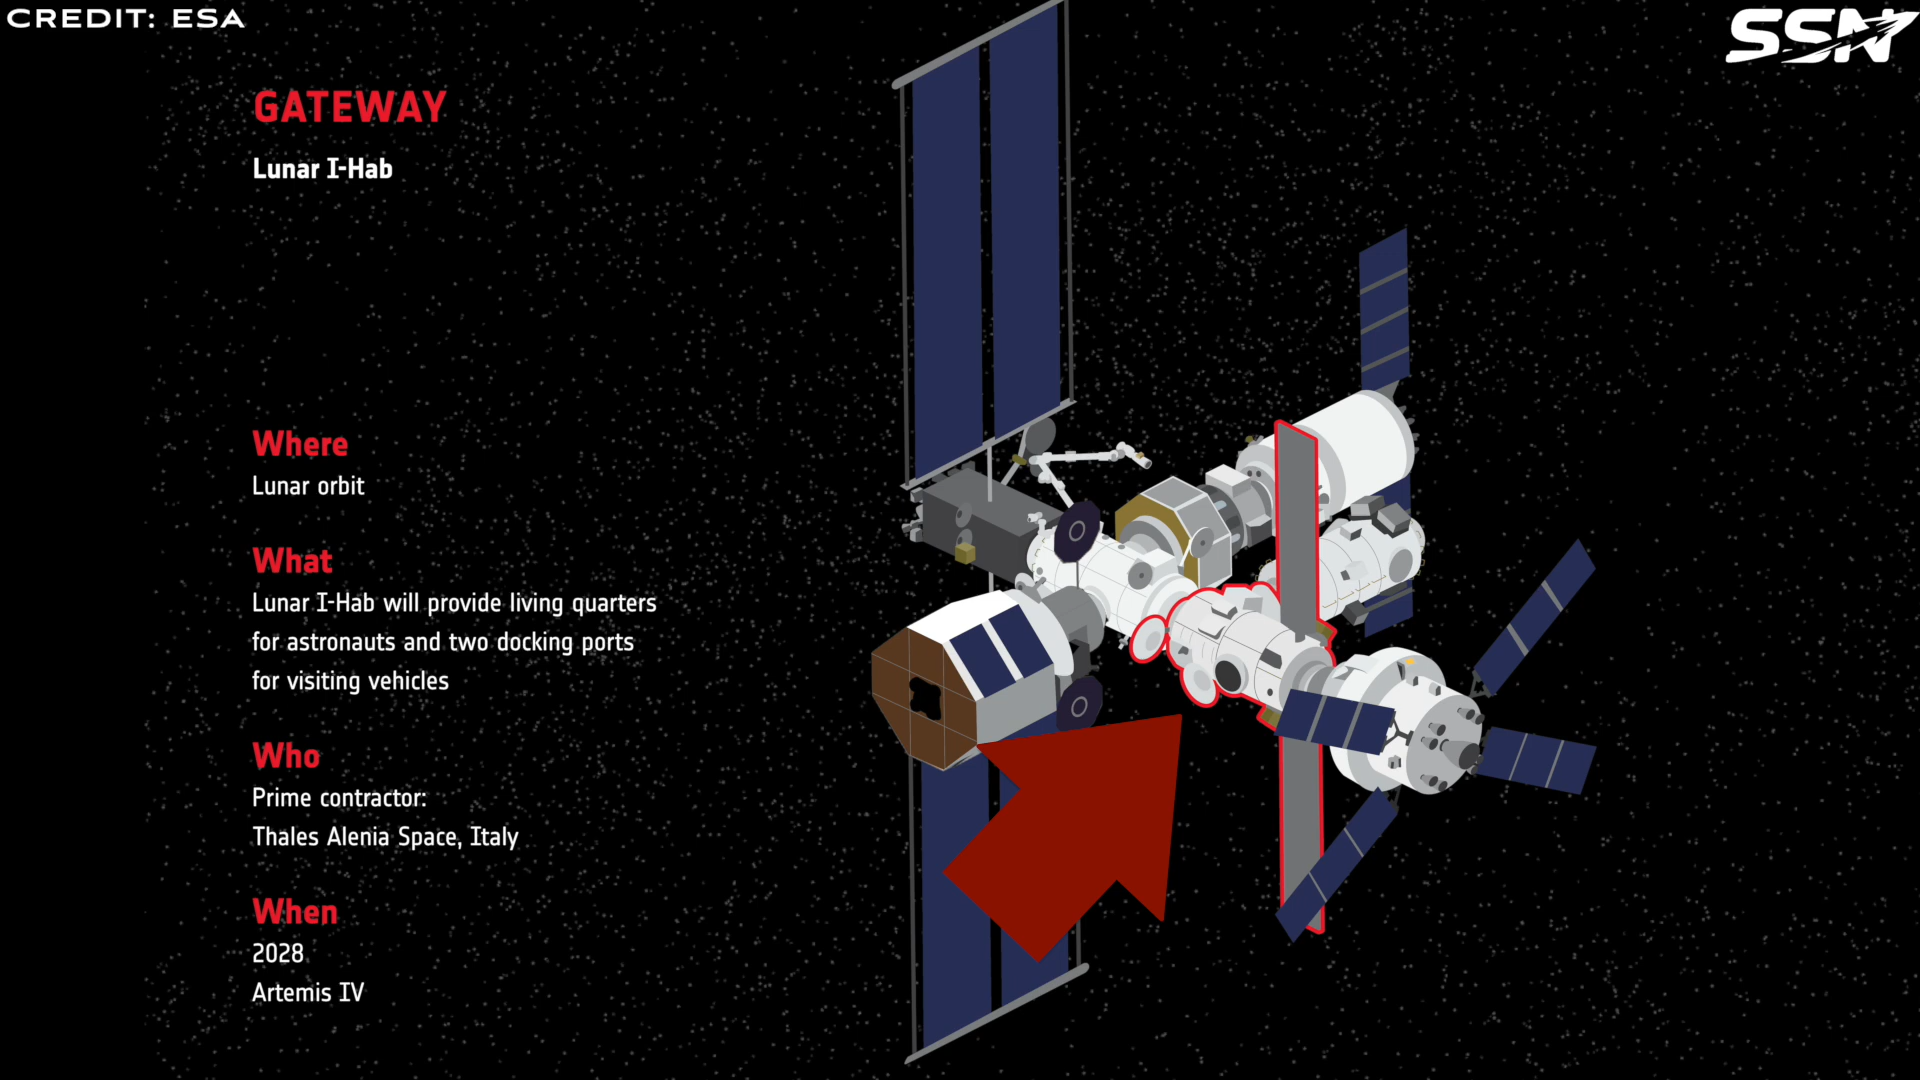 CREDIT: ESA
SSN
GATEWAY
Lunar I-Hab
Where
Lunar orbit
What
Lunar I-Hab will provide living quarters
for astronauts and two docking ports
for visiting vehicles
Who
Prime contractor:
Thales Alenia Space, Italy
When
2028
Artemis IV